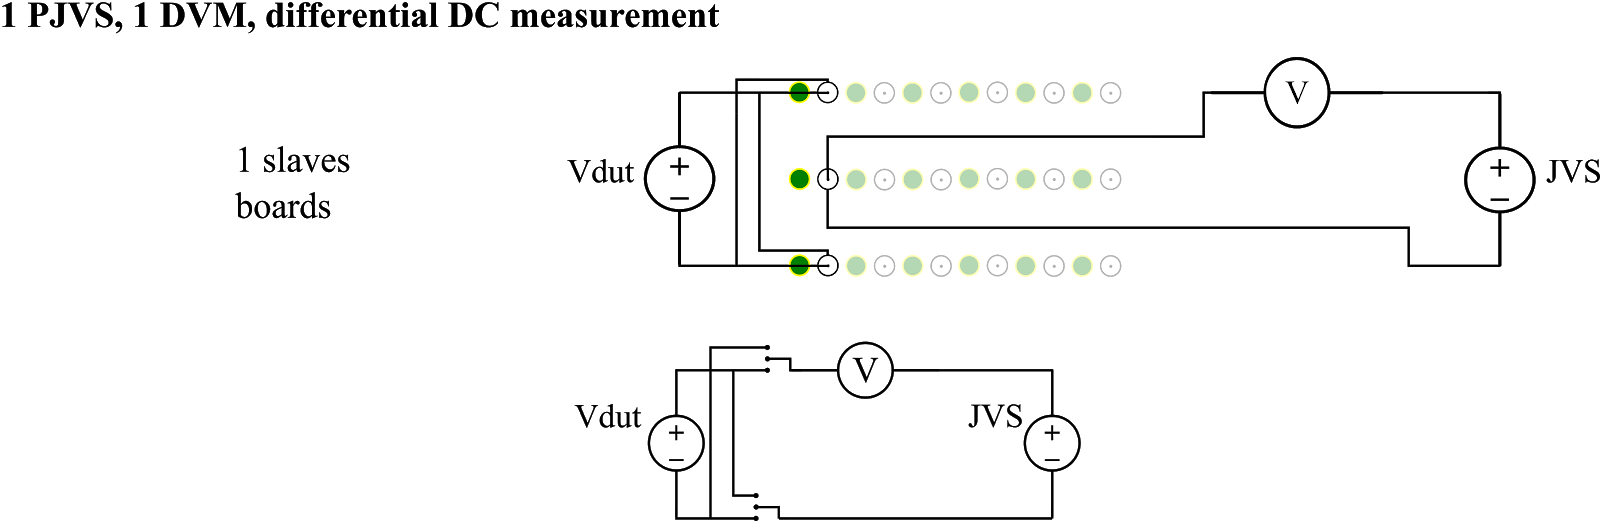 1 PJVS, 1 DVM, differential DC measurement
V
1 slaves
boards
Vdut
+
−
+
−
JVS
V
Vdut
+
−
JVS
+
−